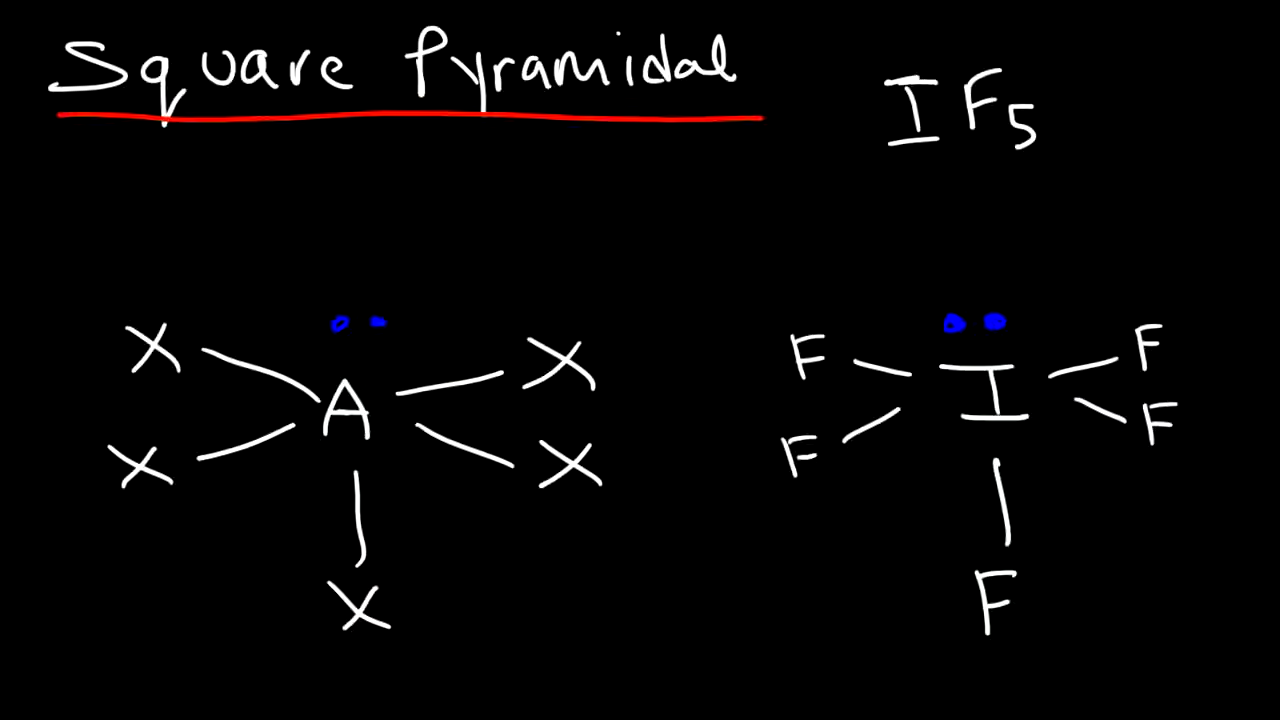 Square Pyramidal
IF5
X A X
X X
X
F I F
F F
F